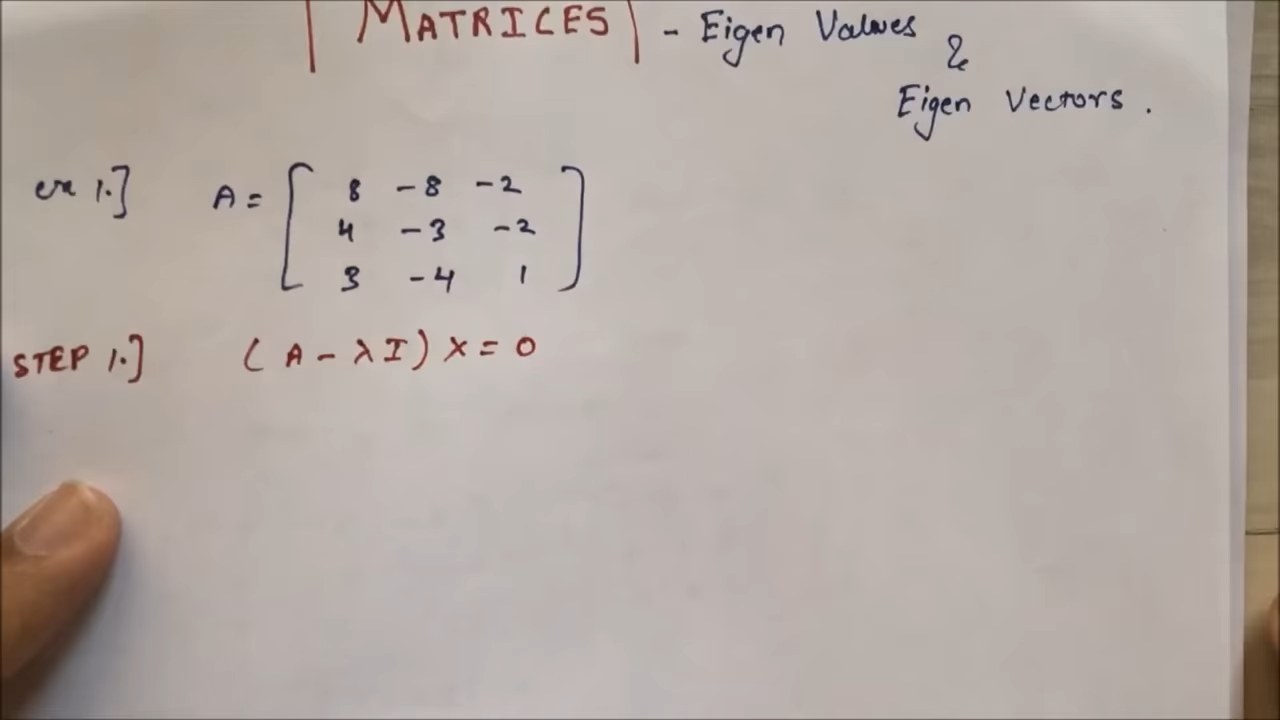 MATRICES - Eigen Values
&
Eigen Vectors .
ex 1.] A = [ 8 -8 -2
4 -3 -2
3 -4 1 ]
STEP 1.] ( A - λ I ) X = 0